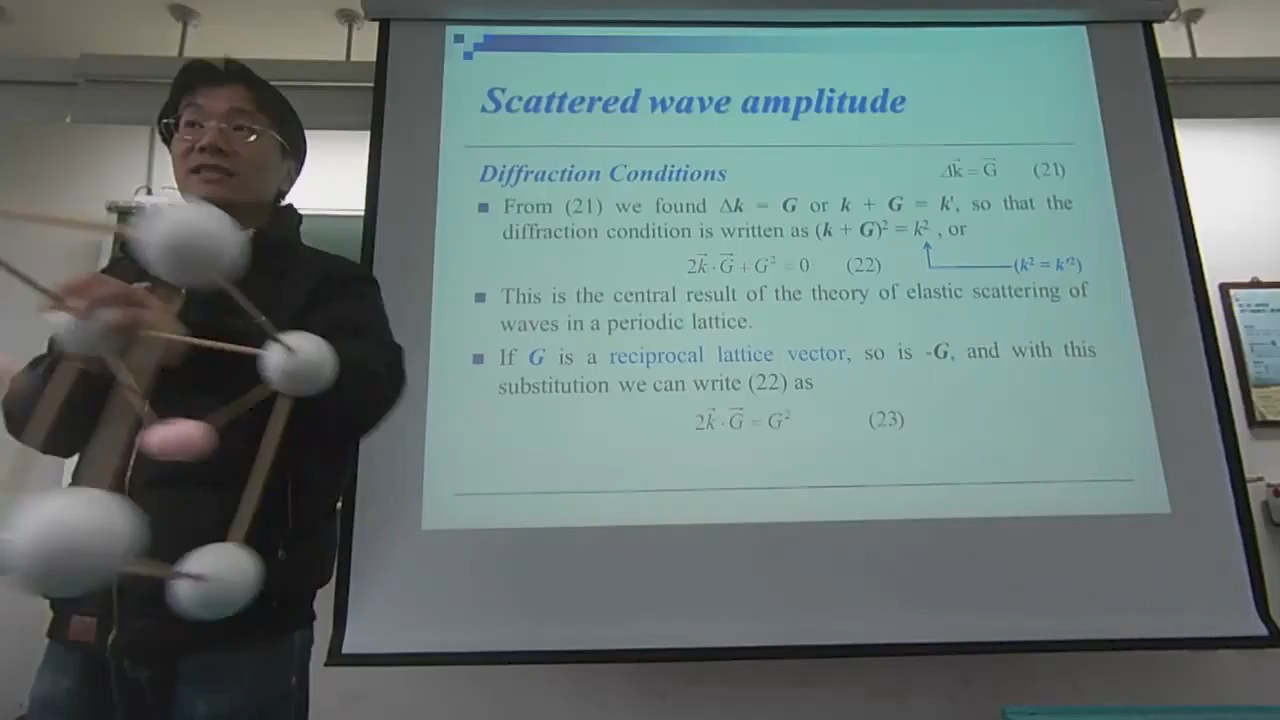 Scattered wave amplitude
Diffraction Conditions
Δk⃗ = G⃗ (21)
From (21) we found Δk = G or k + G = k', so that the
diffraction condition is written as (k + G)² = k² , or
2k⃗ · G⃗ + G² = 0 (22)
(k² = k'²)
This is the central result of the theory of elastic scattering of
waves in a periodic lattice.
If G is a reciprocal lattice vector, so is -G, and with this
substitution we can write (22) as
2k⃗ · G⃗ = G² (23)